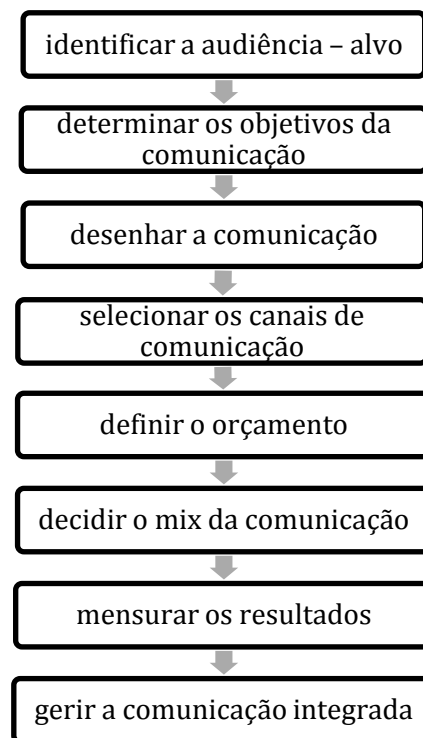 identificar a audiência – alvo
determinar os objetivos da
comunicação
desenhar a comunicação
selecionar os canais de
comunicação
definir o orçamento
decidir o mix da comunicação
mensurar os resultados
gerir a comunicação integrada